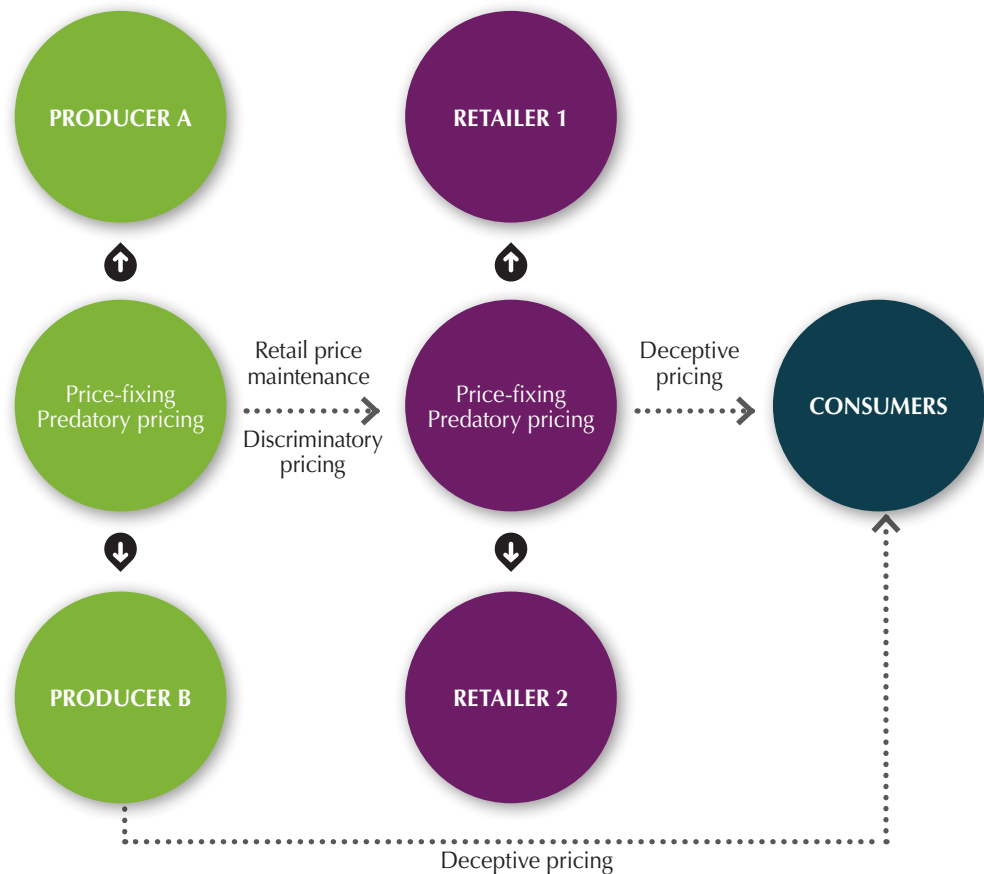 PRODUCER A
RETAILER 1
Price-fixing
Predatory pricing
Retail price
maintenance
Discriminatory
pricing
Price-fixing
Predatory pricing
Deceptive
pricing
CONSUMERS
PRODUCER B
RETAILER 2
Deceptive pricing